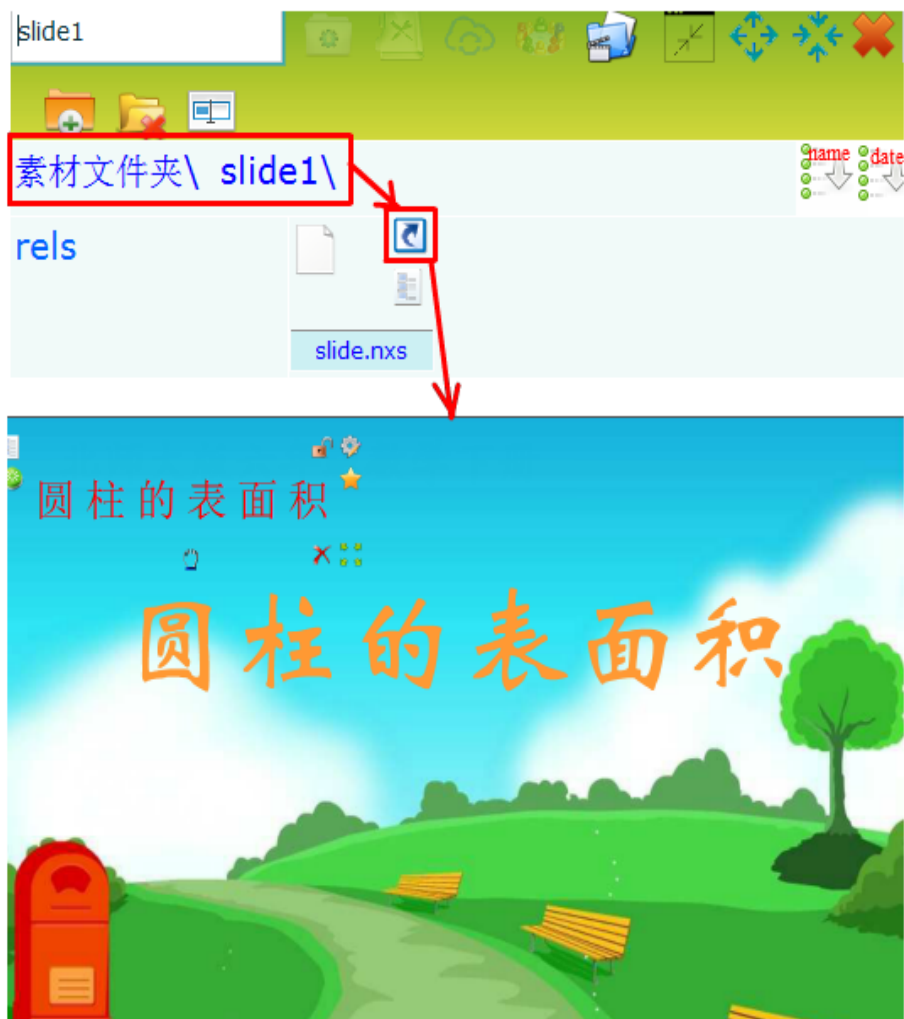 slide1
素材文件夹\ slide1\
name date
rels
slide.nxs
圆柱的表面积
圆柱的表面积